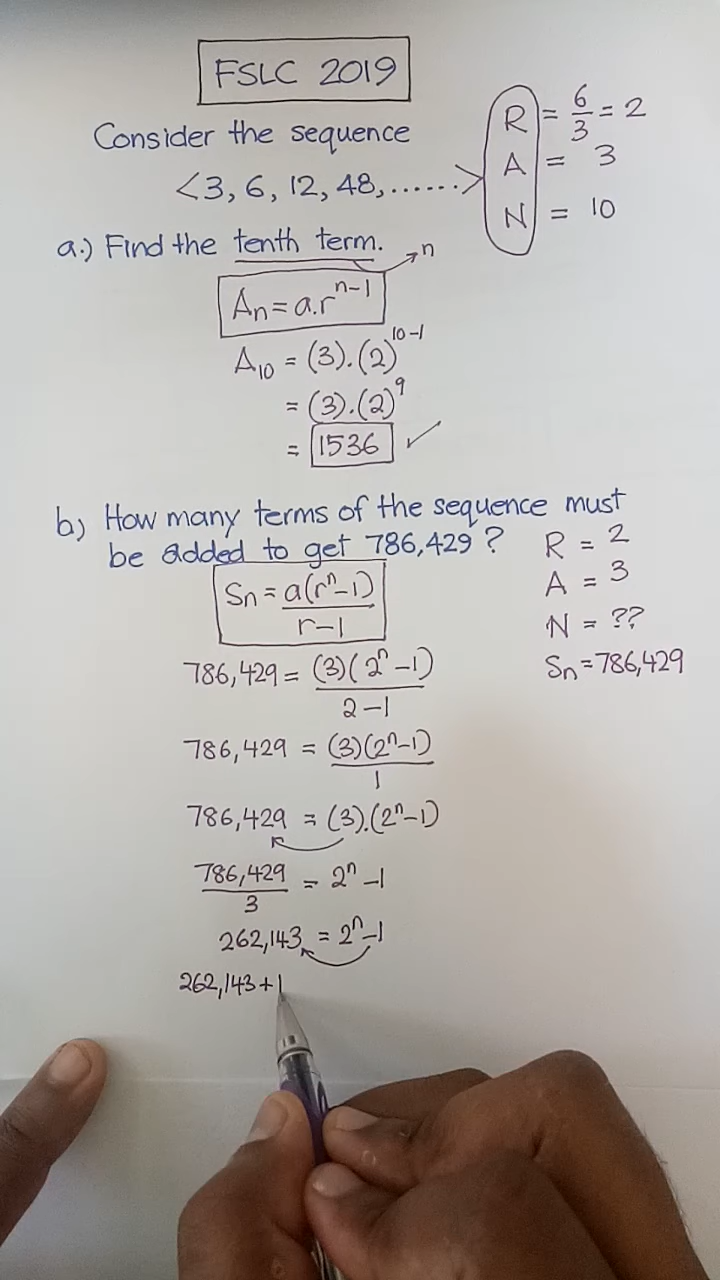 FSLC 2019
Consider the sequence
<3, 6, 12, 48, ......>
R = 6/3 = 2
A = 3
N = 10
a.) Find the tenth term. → n
An = a.r^n-1
A10 = (3).(2)^10-1
= (3).(2)^9
= 1536 ✓
b) How many terms of the sequence must
be added to get 786,429 ?
R = 2
A = 3
N = ??
Sn = 786,429
Sn = a(r^n-1)/r-1
786,429 = (3)(2^n-1)/2-1
786,429 = (3)(2^n-1)/1
786,429 = (3).(2^n-1)
786,429/3 = 2^n-1
262,143 = 2^n-1
262,143+1